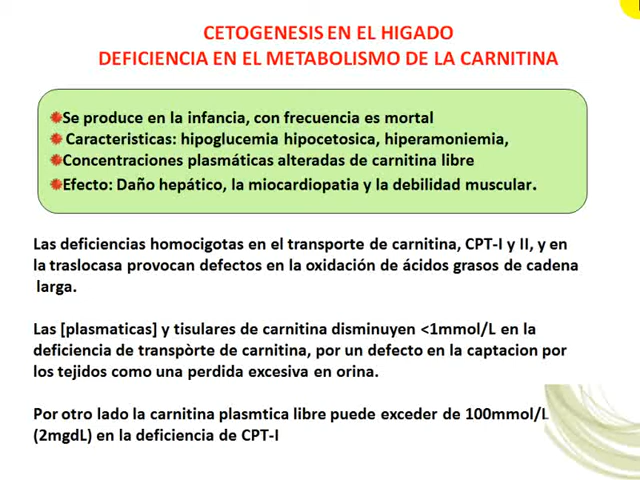 CETOGENESIS EN EL HIGADO
DEFICIENCIA EN EL METABOLISMO DE LA CARNITINA
Se produce en la infancia, con frecuencia es mortal
Caracteristicas: hipoglucemia hipocetosica, hiperamoniemia,
Concentraciones plasmáticas alteradas de carnitina libre
Efecto: Daño hepático, la miocardiopatia y la debilidad muscular.
Las deficiencias homocigotas en el transporte de carnitina, CPT-I y II, y en
la traslocasa provocan defectos en la oxidación de ácidos grasos de cadena
larga.
Las [plasmaticas] y tisulares de carnitina disminuyen <1mmol/L en la
deficiencia de transpòrte de carnitina, por un defecto en la captacion por
los tejidos como una perdida excesiva en orina.
Por otro lado la carnitina plasmtica libre puede exceder de 100mmol/L
(2mgdL) en la deficiencia de CPT-I